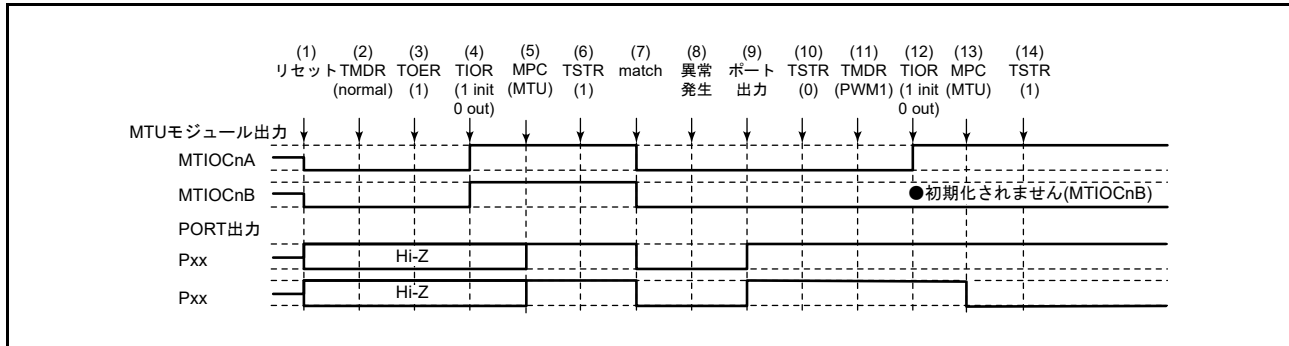 (1) (2) (3) (4) (5) (6) (7) (8) (9) (10) (11) (12) (13) (14)
リセット TMDR TOER TIOR MPC TSTR match 異常 ポート TSTR TMDR TIOR MPC TSTR
(normal) (1) (1 init (MTU) (1) 発生 出力 (0) (PWM1) (1 init (MTU) (1)
0 out) 0 out)
MTUモジュール出力
MTIOCnA
MTIOCnB ●初期化されません(MTIOCnB)
PORT出力
Pxx Hi-Z
Pxx Hi-Z